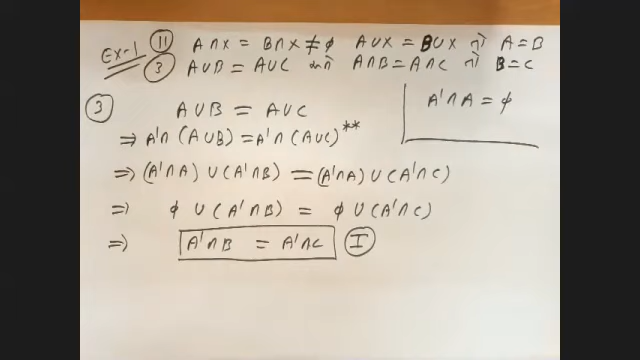 Ex-1 (11) A∩X = B∩X ≠ φ A∪X = B∪X તો A=B
(3) A∪B = A∪C અને A∩B = A∩C તો B=C
(3) A∪B = A∪C
A'∩A = φ
⇒ A'∩(A∪B) = A'∩(A∪C) **
⇒ (A'∩A)∪(A'∩B) = (A'∩A)∪(A'∩C)
⇒ φ∪(A'∩B) = φ∪(A'∩C)
⇒ A'∩B = A'∩C (I)